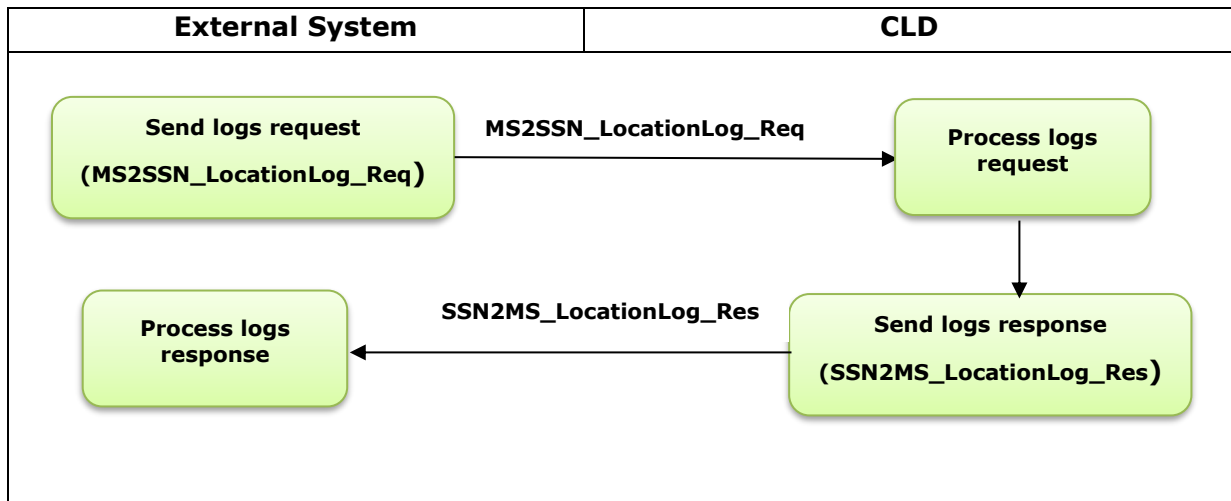 External System
CLD
Send logs request
(MS2SSN_LocationLog_Req)
MS2SSN_LocationLog_Req
Process logs
request
Process logs
response
SSN2MS_LocationLog_Res
Send logs response
(SSN2MS_LocationLog_Res)